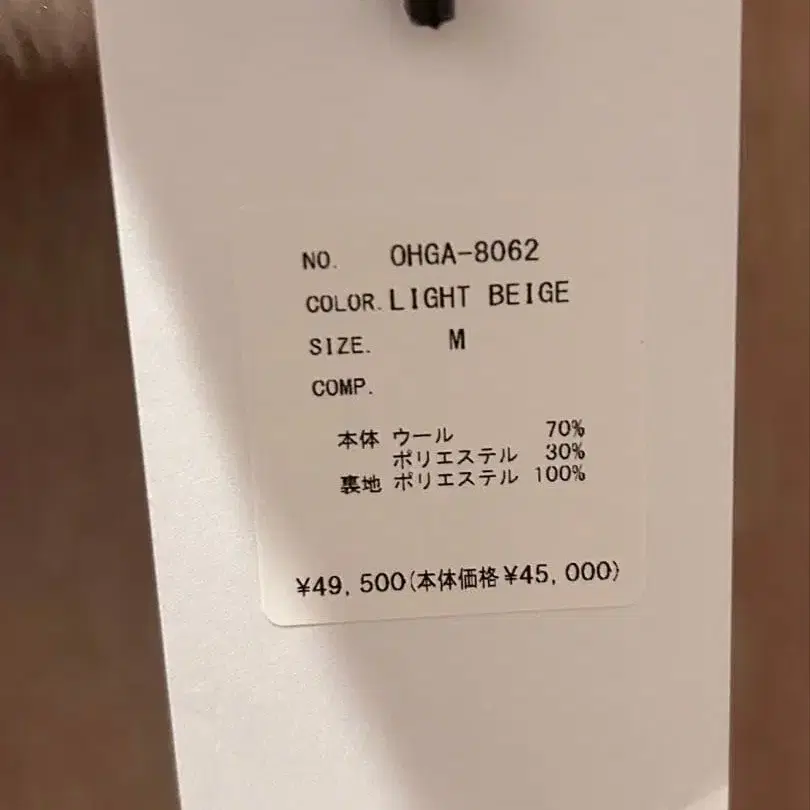 NO. OHGA-8062
COLOR. LIGHT BEIGE
SIZE. M
COMP.
本体 ウール 70%
ポリエステル 30%
裏地 ポリエステル 100%
¥49,500(本体価格¥45,000)